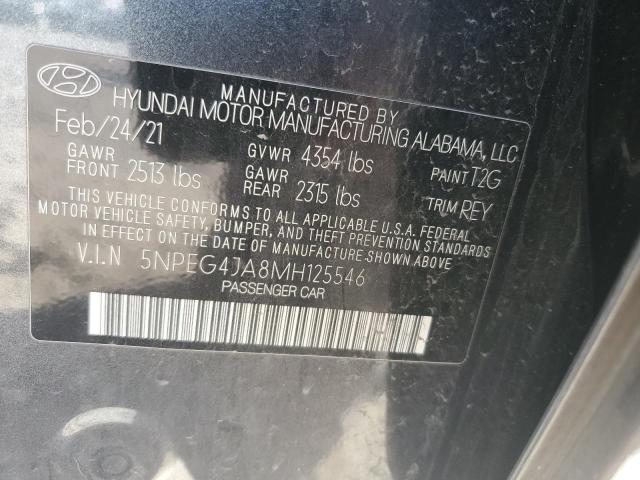 MANUFACTURED BY
HYUNDAI MOTOR MANUFACTURING ALABAMA, LLC
Feb/24/21 GVWR 4354 lbs PAINT T2G
GAWR FRONT 2513 lbs GAWR REAR 2315 lbs TRIM REY
THIS VEHICLE CONFORMS TO ALL APPLICABLE U.S.A. FEDERAL
MOTOR VEHICLE SAFETY, BUMPER, AND THEFT PREVENTION STANDARDS
IN EFFECT ON THE DATE OF MANUFACTURE SHOWN ABOVE.
V.I.N 5NPEG4JA8MH125546
PASSENGER CAR